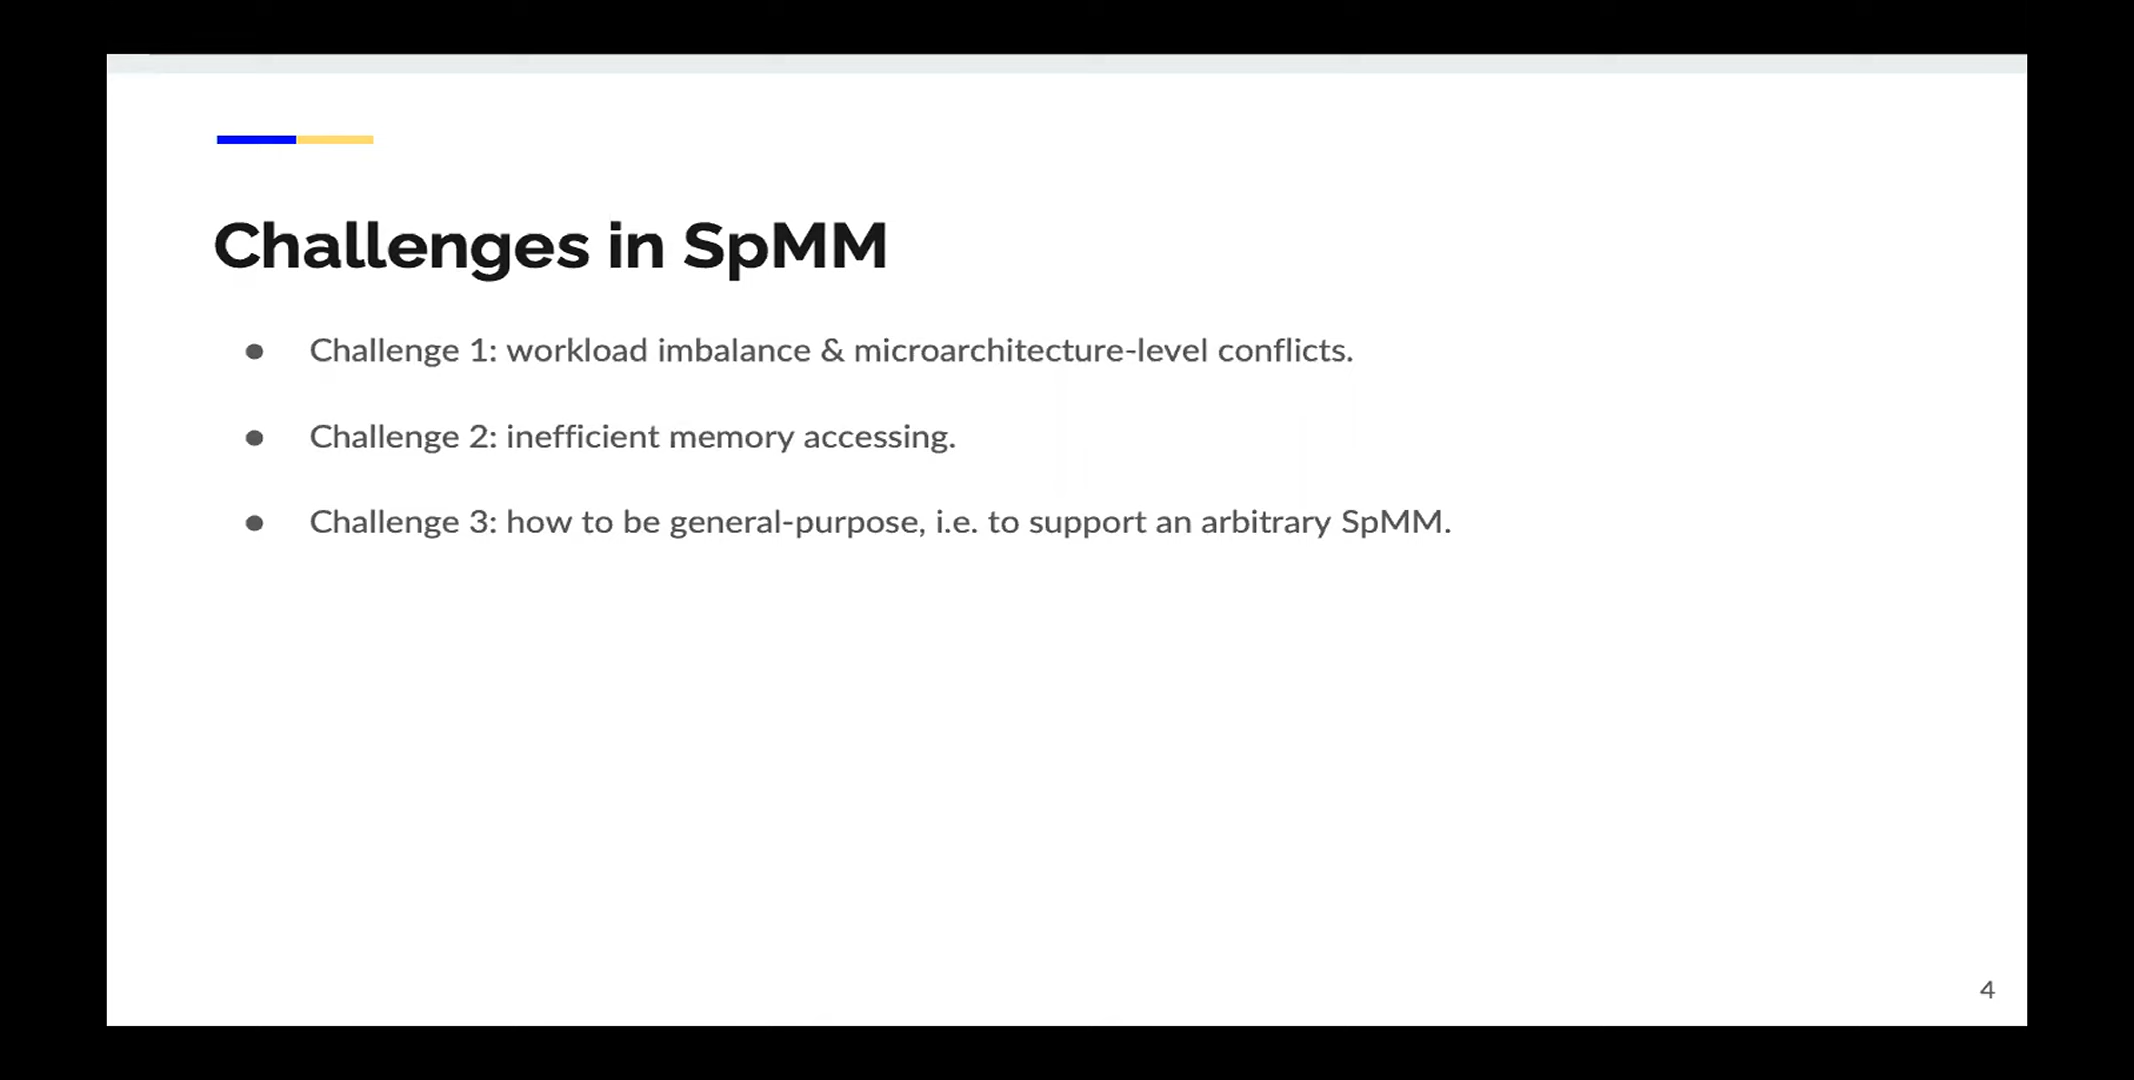 Challenges in SpMM
● Challenge 1: workload imbalance & microarchitecture-level conflicts.
● Challenge 2: inefficient memory accessing.
● Challenge 3: how to be general-purpose, i.e. to support an arbitrary SpMM.
4